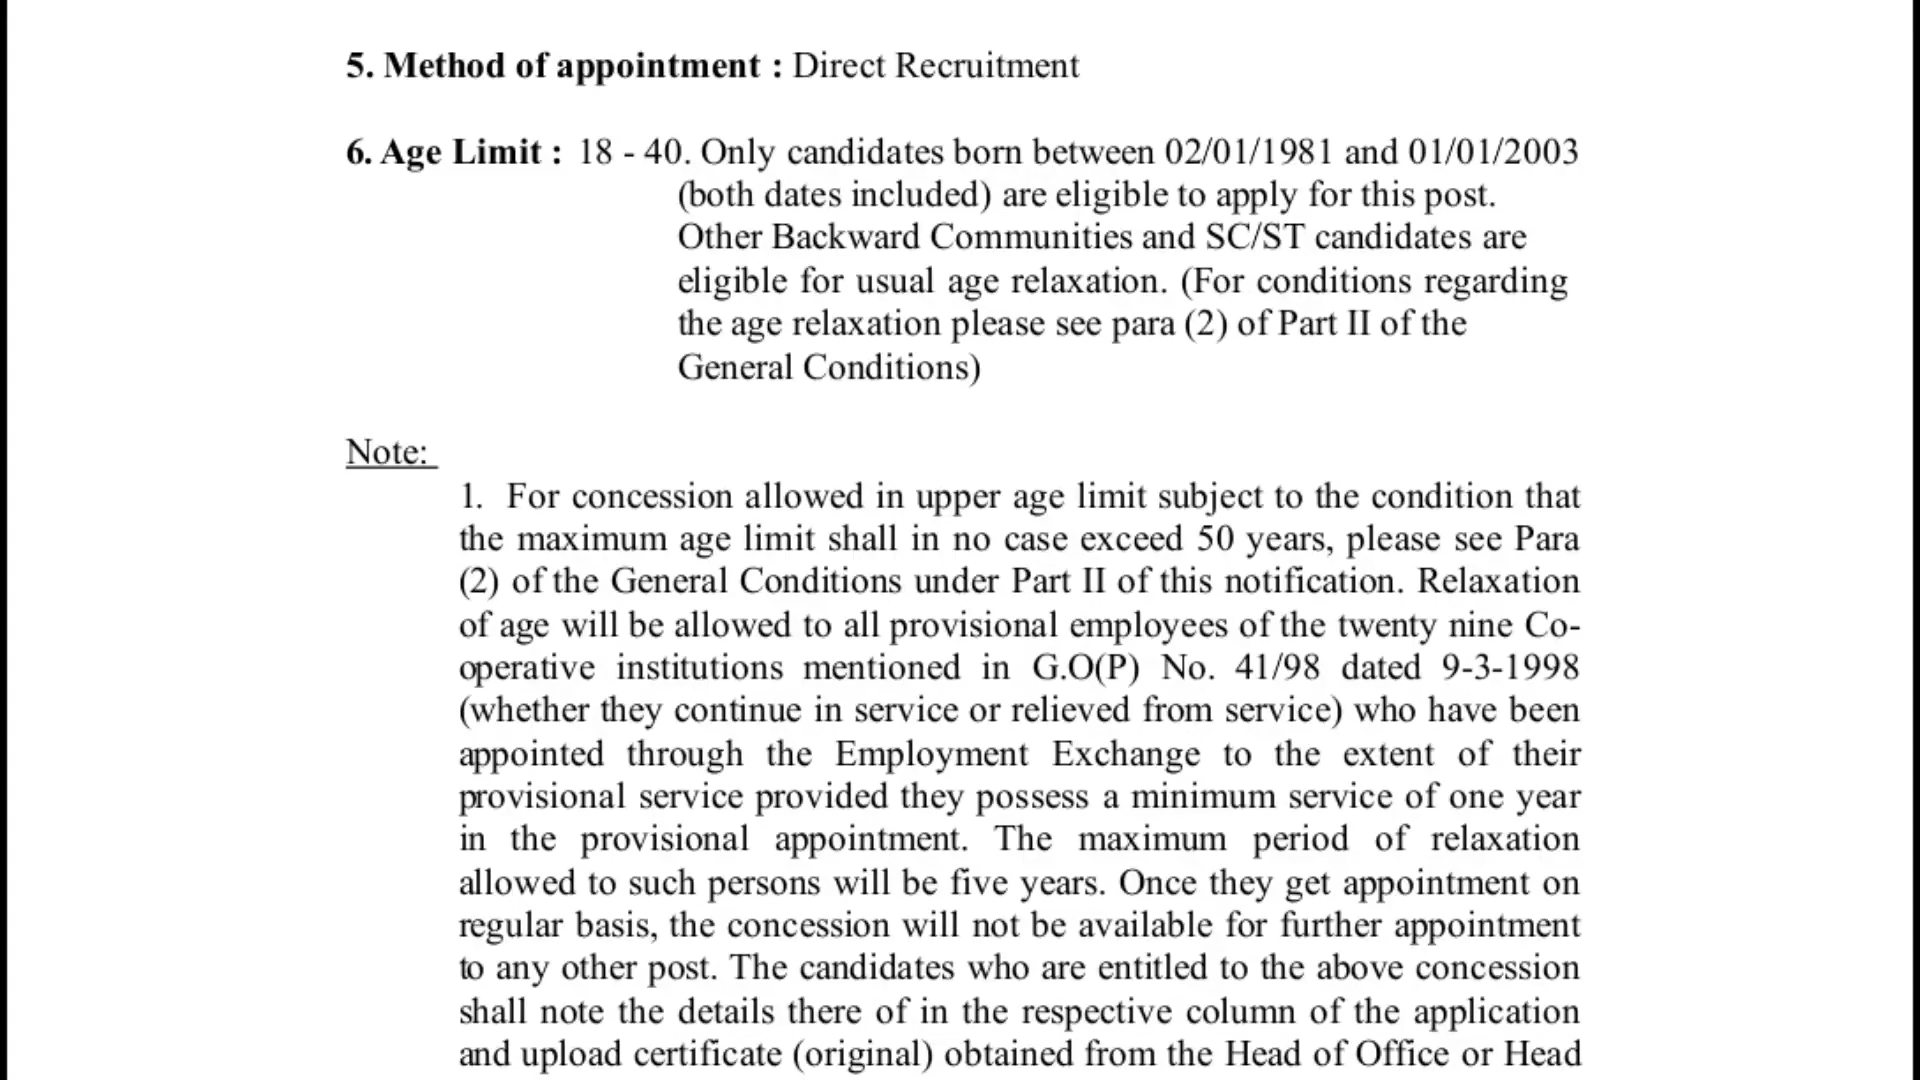 5. Method of appointment : Direct Recruitment
6. Age Limit : 18 - 40. Only candidates born between 02/01/1981 and 01/01/2003
(both dates included) are eligible to apply for this post.
Other Backward Communities and SC/ST candidates are
eligible for usual age relaxation. (For conditions regarding
the age relaxation please see para (2) of Part II of the
General Conditions)
Note:
1. For concession allowed in upper age limit subject to the condition that
the maximum age limit shall in no case exceed 50 years, please see Para
(2) of the General Conditions under Part II of this notification. Relaxation
of age will be allowed to all provisional employees of the twenty nine Co-
operative institutions mentioned in G.O(P) No. 41/98 dated 9-3-1998
(whether they continue in service or relieved from service) who have been
appointed through the Employment Exchange to the extent of their
provisional service provided they possess a minimum service of one year
in the provisional appointment. The maximum period of relaxation
allowed to such persons will be five years. Once they get appointment on
regular basis, the concession will not be available for further appointment
to any other post. The candidates who are entitled to the above concession
shall note the details there of in the respective column of the application
and upload certificate (original) obtained from the Head of Office or Head